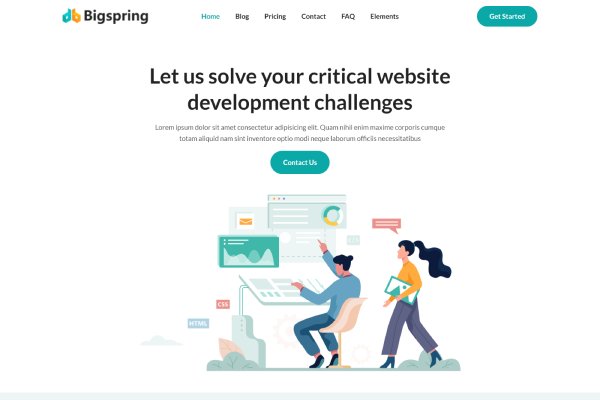 Bigspring Home Blog Pricing Contact FAQ Elements Get Started
Let us solve your critical website
development challenges
Lorem ipsum dolor sit amet consectetur adipisicing elit. Quam nihil enim maxime corporis cumque
totam aliquid nam sint inventore optio modi neque laborum officiis necessitatibus
Contact Us
</>
CSS
HTML